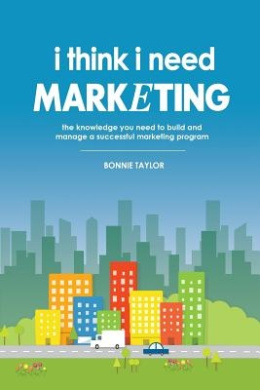 i think i need
MARKETING
the knowledge you need to build and
manage a successful marketing program
BONNIE TAYLOR